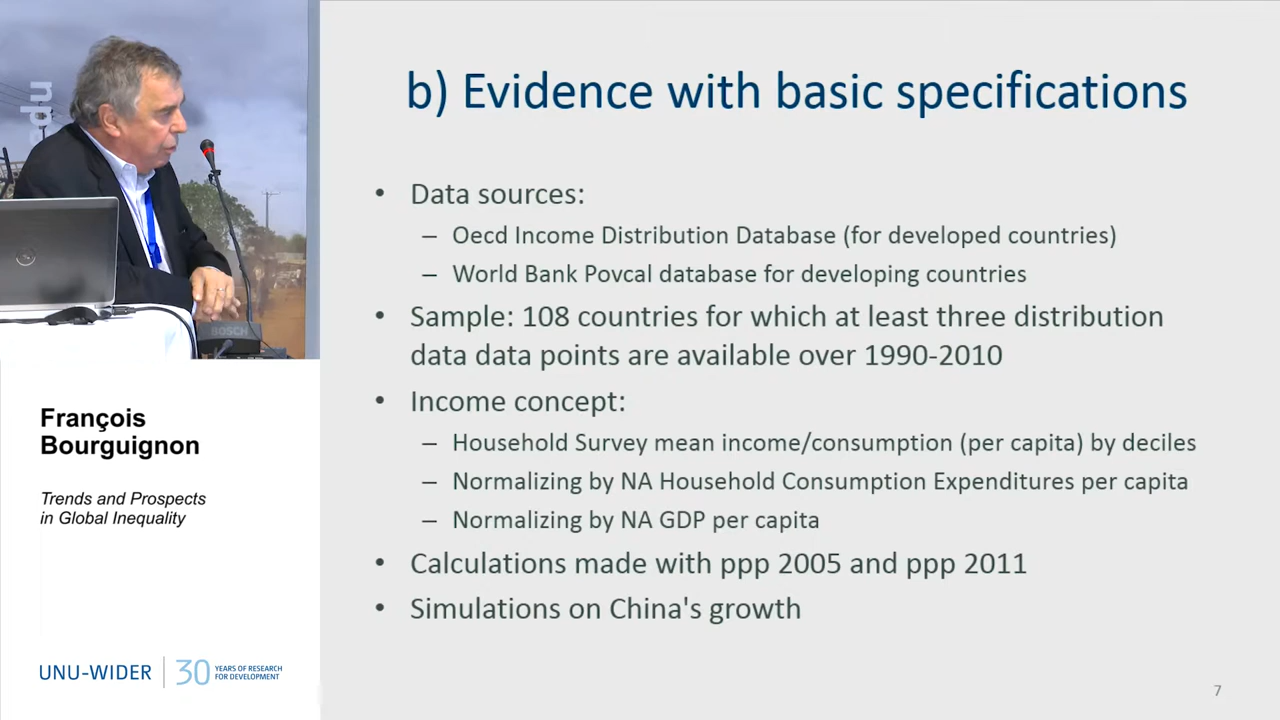 b) Evidence with basic specifications
• Data sources:
– Oecd Income Distribution Database (for developed countries)
– World Bank Povcal database for developing countries
• Sample: 108 countries for which at least three distribution
data data points are available over 1990-2010
• Income concept:
– Household Survey mean income/consumption (per capita) by deciles
– Normalizing by NA Household Consumption Expenditures per capita
– Normalizing by NA GDP per capita
• Calculations made with ppp 2005 and ppp 2011
• Simulations on China's growth
7
BOSCH
François
Bourguignon
Trends and Prospects
in Global Inequality
UNU-WIDER
30 YEARS OF RESEARCH
FOR DEVELOPMENT